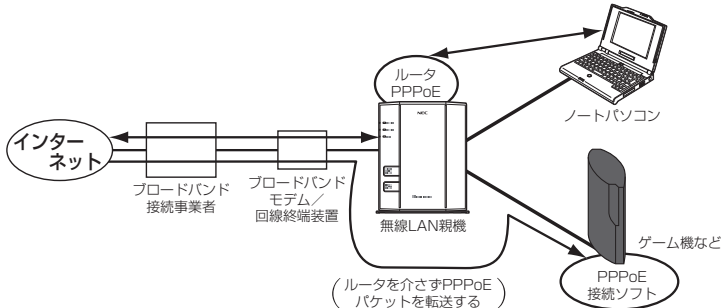 ルータ
PPPoE
NEC
ノートパソコン
インター
ネット
ブロードバンド
接続事業者
ブロードバンド
モデム／
回線終端装置
無線LAN親機
ゲーム機など
PPPoE
接続ソフト
(ルータを介さずPPPoE
パケットを転送する)